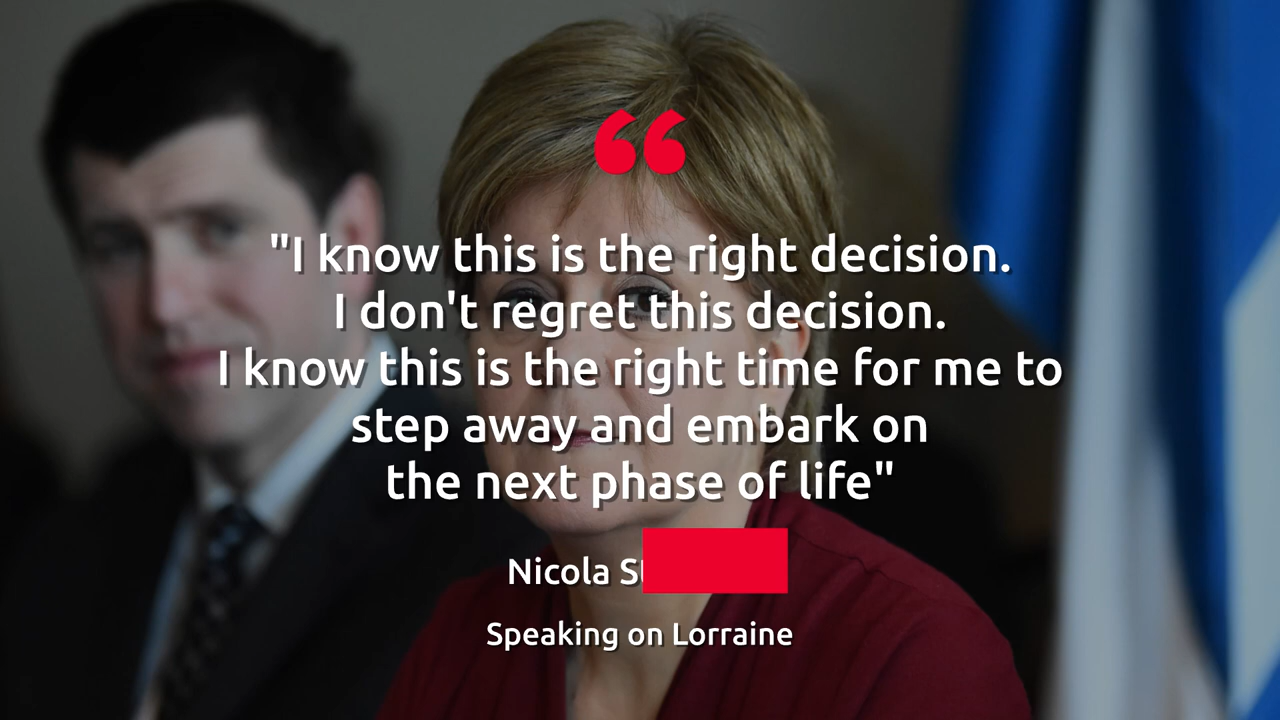 "I know this is the right decision.
I don't regret this decision.
I know this is the right time for me to
step away and embark on
the next phase of life"
Nicola
Speaking on Lorraine